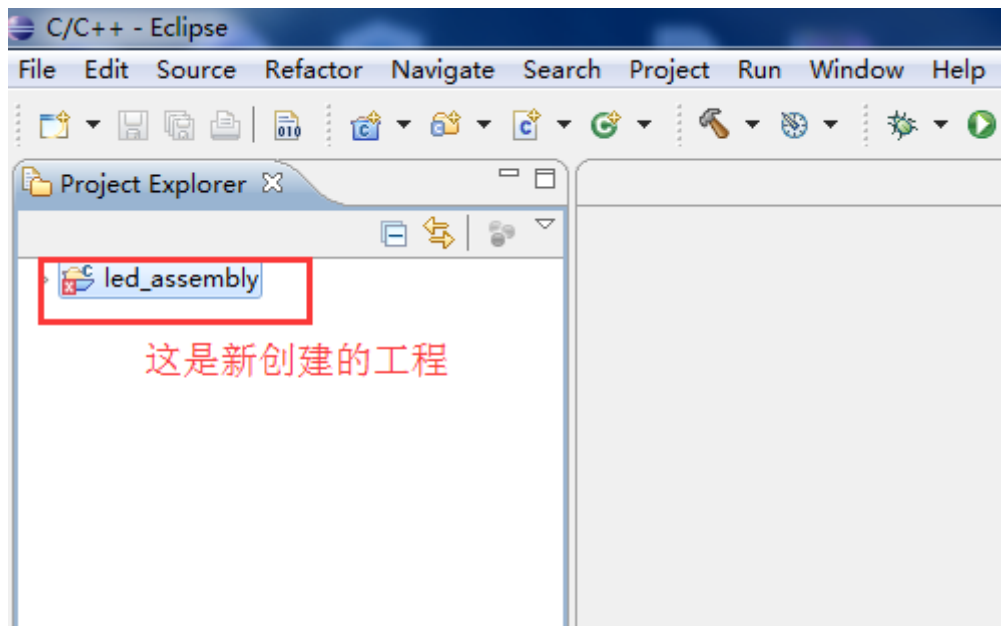 C/C++ - Eclipse
File Edit Source Refactor Navigate Search Project Run Window Help
Project Explorer
led_assembly
这是新创建的工程